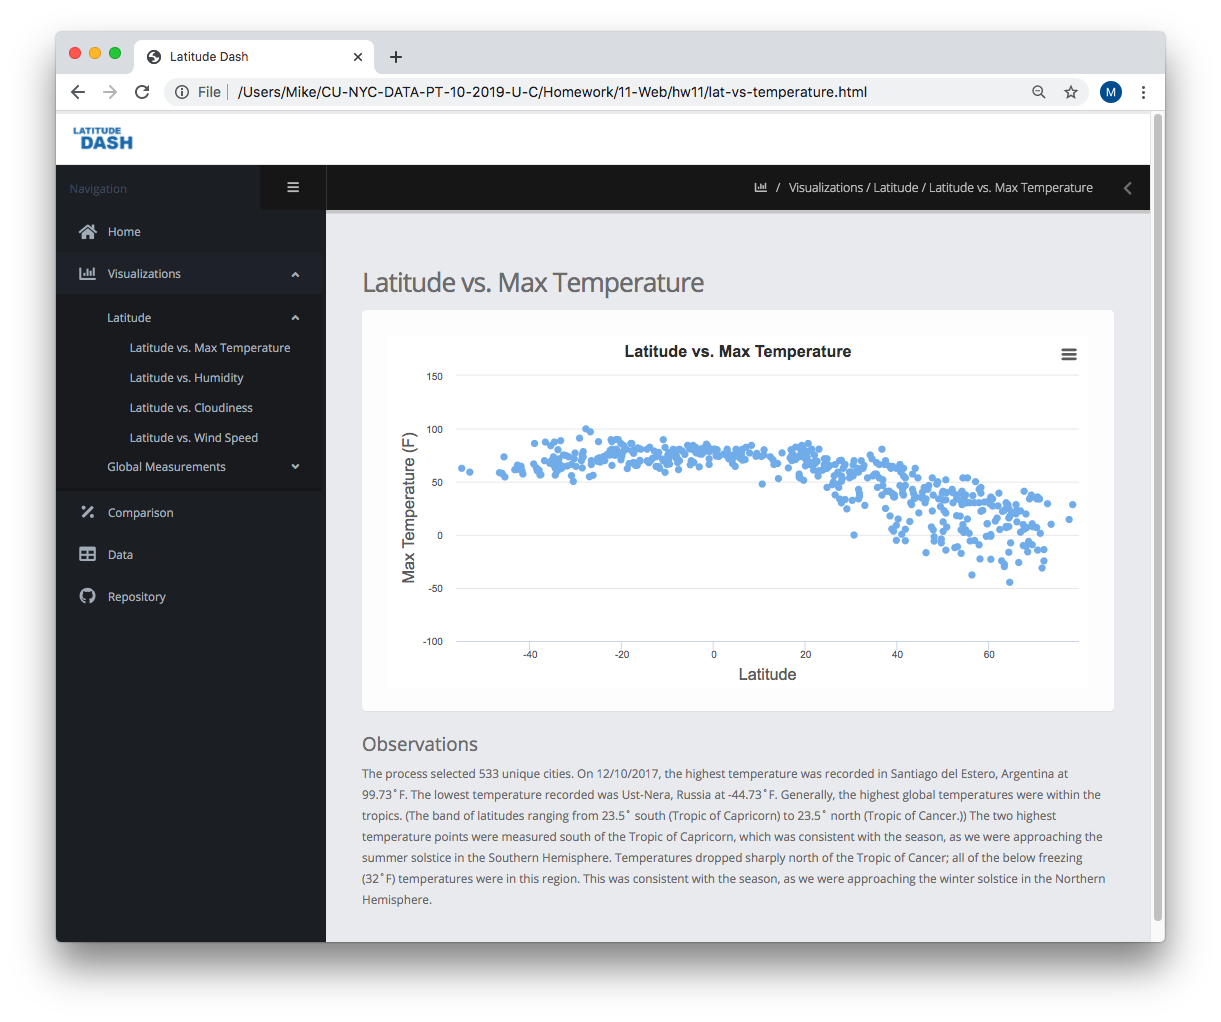 Latitude Dash
File
/Users/Mike/CU-NYC-DATA-PT-10-2019-U-C/Homework/11-Web/hw11/lat-vs-temperature.html
M
LATITUDE
DASH
Navigation
/ Visualizations / Latitude / Latitude vs. Max Temperature
Home
Visualizations
Latitude
Latitude vs. Max Temperature
Latitude vs. Humidity
Latitude vs. Cloudiness
Latitude vs. Wind Speed
Global Measurements
Comparison
Data
Repository
Latitude vs. Max Temperature
Latitude vs. Max Temperature
Max Temperature (F)
150
100
50
0
-50
-100
-40 -20 0 20 40 60
Latitude
Observations
The process selected 533 unique cities. On 12/10/2017, the highest temperature was recorded in Santiago del Estero, Argentina at
99.73˚F. The lowest temperature recorded was Ust-Nera, Russia at -44.73˚F. Generally, the highest global temperatures were within the
tropics. (The band of latitudes ranging from 23.5˚ south (Tropic of Capricorn) to 23.5˚ north (Tropic of Cancer.)) The two highest
temperature points were measured south of the Tropic of Capricorn, which was consistent with the season, as we were approaching the
summer solstice in the Southern Hemisphere. Temperatures dropped sharply north of the Tropic of Cancer; all of the below freezing
(32˚F) temperatures were in this region. This was consistent with the season, as we were approaching the winter solstice in the Northern
Hemisphere.